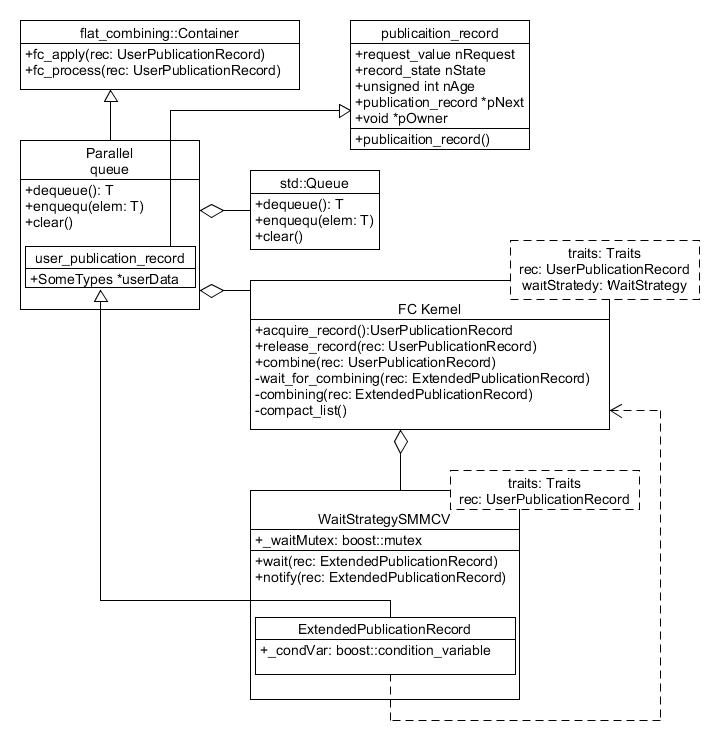 flat_combining::Container
+fc_apply(rec: UserPublicationRecord)
+fc_process(rec: UserPublicationRecord)
publicaition_record
+request_value nRequest
+record_state nState
+unsigned int nAge
+publication_record *pNext
+void *pOwner
+publicaition_record()
Parallel
queue
+dequeue(): T
+enquequ(elem: T)
+clear()
user_publication_record
+SomeTypes *userData
std::Queue
+dequeue(): T
+enquequ(elem: T)
+clear()
traits: Traits
rec: UserPublicationRecord
waitStratedy: WaitStrategy
FC Kernel
+acquire_record():UserPublicationRecord
+release_record(rec: UserPublicationRecord)
+combine(rec: UserPublicationRecord)
-wait_for_combining(rec: ExtendedPublicationRecord)
-combining(rec: ExtendedPublicationRecord)
-compact_list()
traits: Traits
rec: UserPublicationRecord
WaitStrategySMMCV
+_waitMutex: boost::mutex
+wait(rec: ExtendedPublicationRecord)
+notify(rec: ExtendedPublicationRecord)
ExtendedPublicationRecord
+_condVar: boost::condition_variable